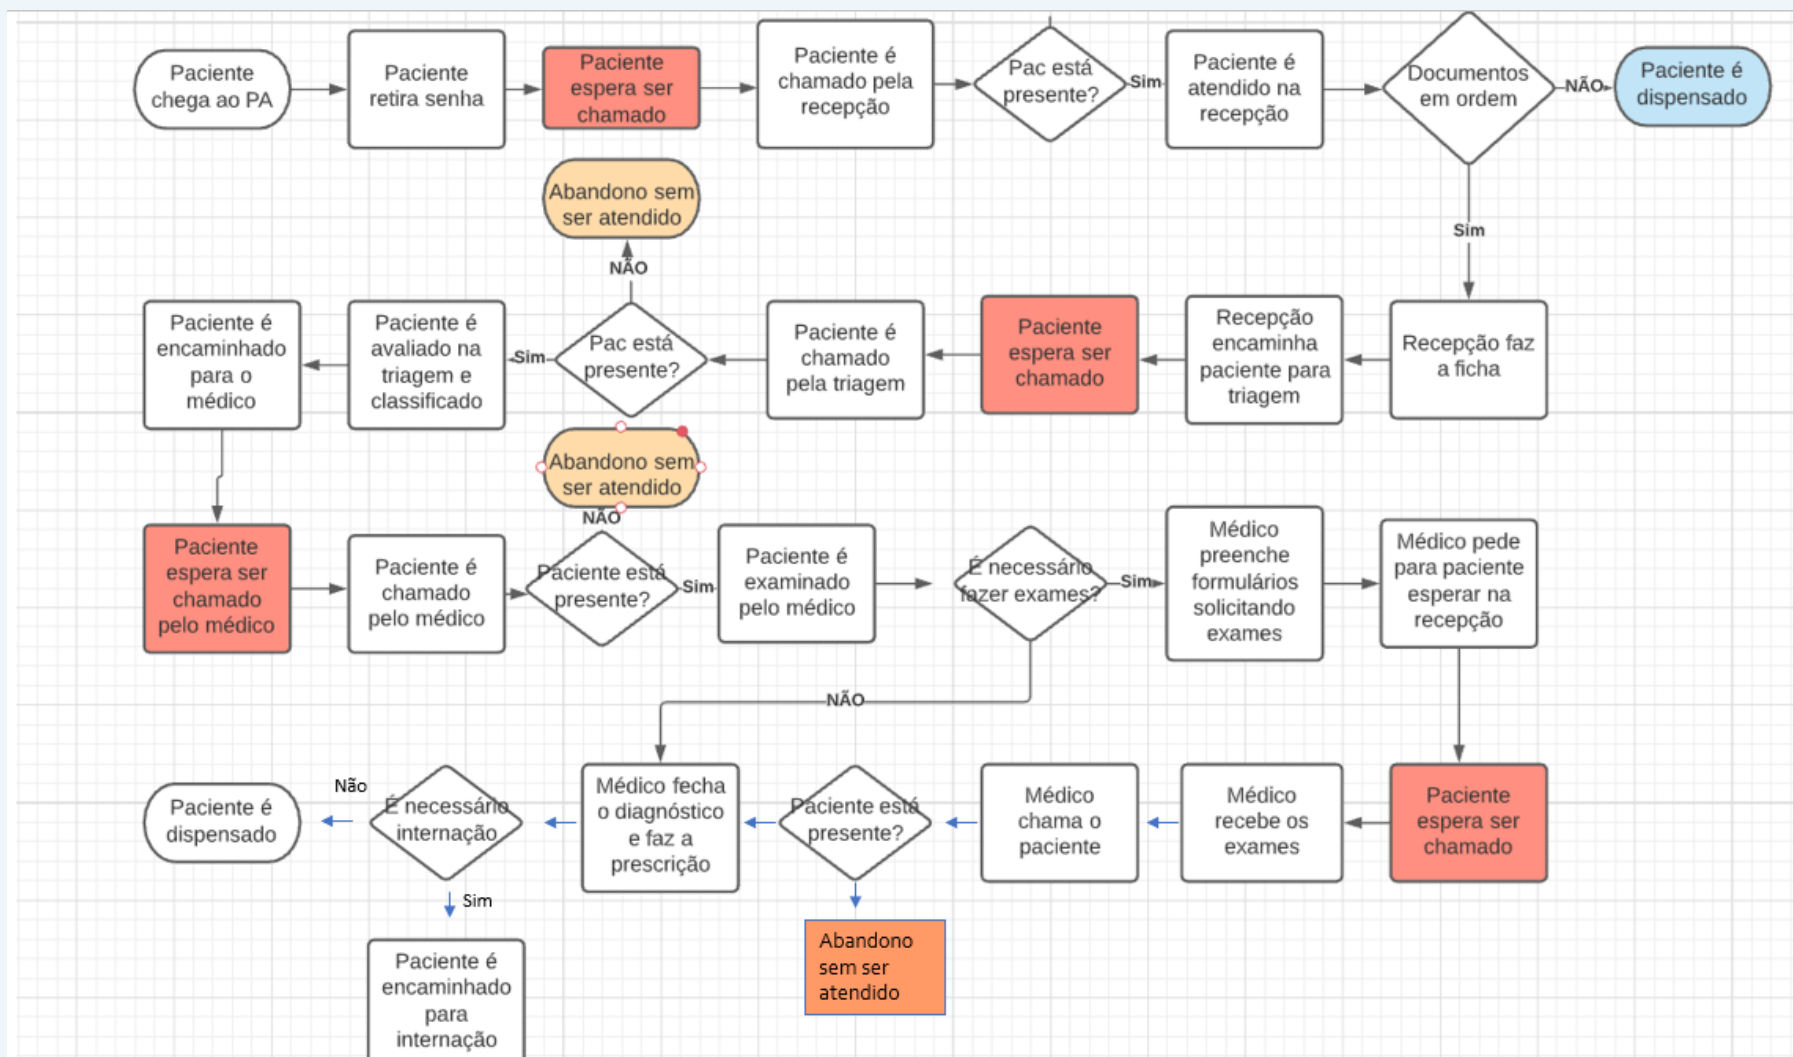 Paciente
chega ao PA
Paciente
retira senha
Paciente
espera ser
chamado
Paciente é
chamado pela
recepção
Pac está
presente?
Sim
Paciente é
atendido na
recepção
Documentos
em ordem
NÃO
Paciente é
dispensado
Sim
Abandono sem
ser atendido
NÃO
Paciente é
encaminhado
para o
médico
Paciente é
avaliado na
triagem e
classificado
Sim
Pac está
presente?
Paciente é
chamado
pela triagem
Paciente
espera ser
chamado
Recepção
encaminha
paciente para
triagem
Recepção faz
a ficha
Abandono sem
ser atendido
NÃO
Paciente
espera ser
chamado
pelo médico
Paciente é
chamado
pelo médico
Paciente está
presente?
Sim
Paciente é
examinado
pelo médico
É necessário
fazer exames?
Sim
Médico
preenche
formulários
solicitando
exames
Médico pede
para paciente
esperar na
recepção
NÃO
Paciente é
dispensado
Não
É necessário
internação
Médico fecha
o diagnóstico
e faz a
prescrição
Paciente está
presente?
Médico
chama o
paciente
Médico
recebe os
exames
Paciente
espera ser
chamado
Sim
Abandono
sem ser
atendido
Paciente é
encaminhado
para
internação